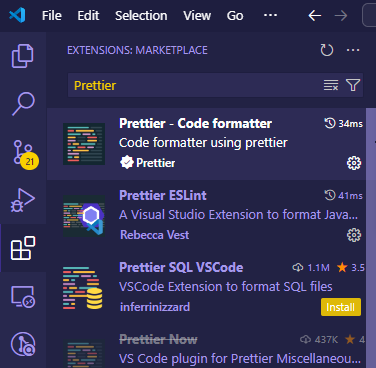 File Edit Selection View Go ···
EXTENSIONS: MARKETPLACE
Prettier
Prettier - Code formatter 34ms
Code formatter using prettier
Prettier
21
Prettier ESLint 41ms
A Visual Studio Extension to format Java...
Rebecca Vest
Prettier SQL VSCode 1.1M 3.5
VSCode Extension to format SQL files
inferrinizzard Install
Prettier Now 437K 4
VS Code plugin for Prettier Miscellaneou...